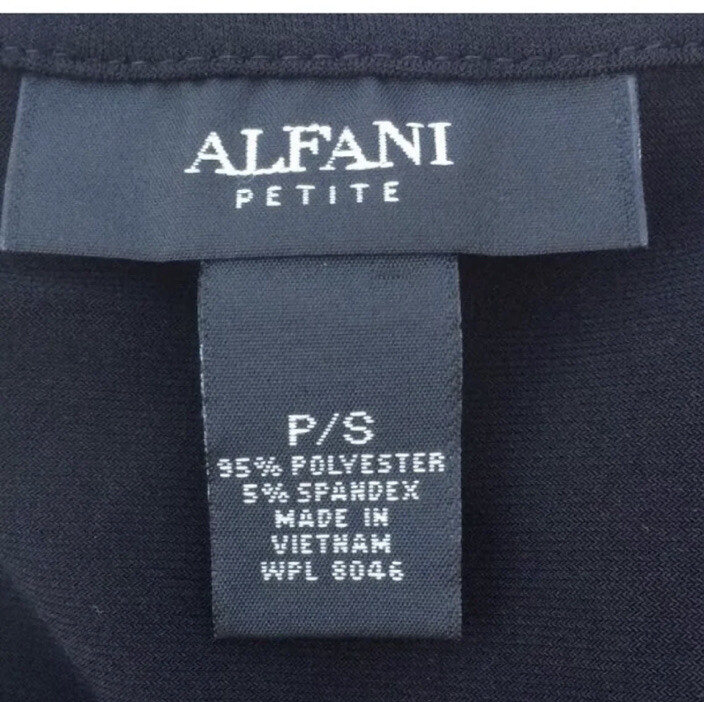 ALFANI
PETITE
P/S
95% POLYESTER
5% SPANDEX
MADE IN
VIETNAM
WPL 8046